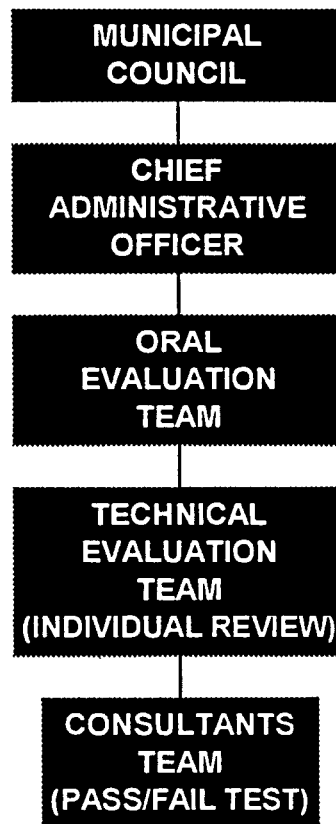 MUNICIPAL
COUNCIL
CHIEF
ADMINISTRATIVE
OFFICER
ORAL
EVALUATION
TEAM
TECHNICAL
EVALUATION
TEAM
(INDIVIDUAL REVIEW)
CONSULTANTS
TEAM
(PASS/FAIL TEST)